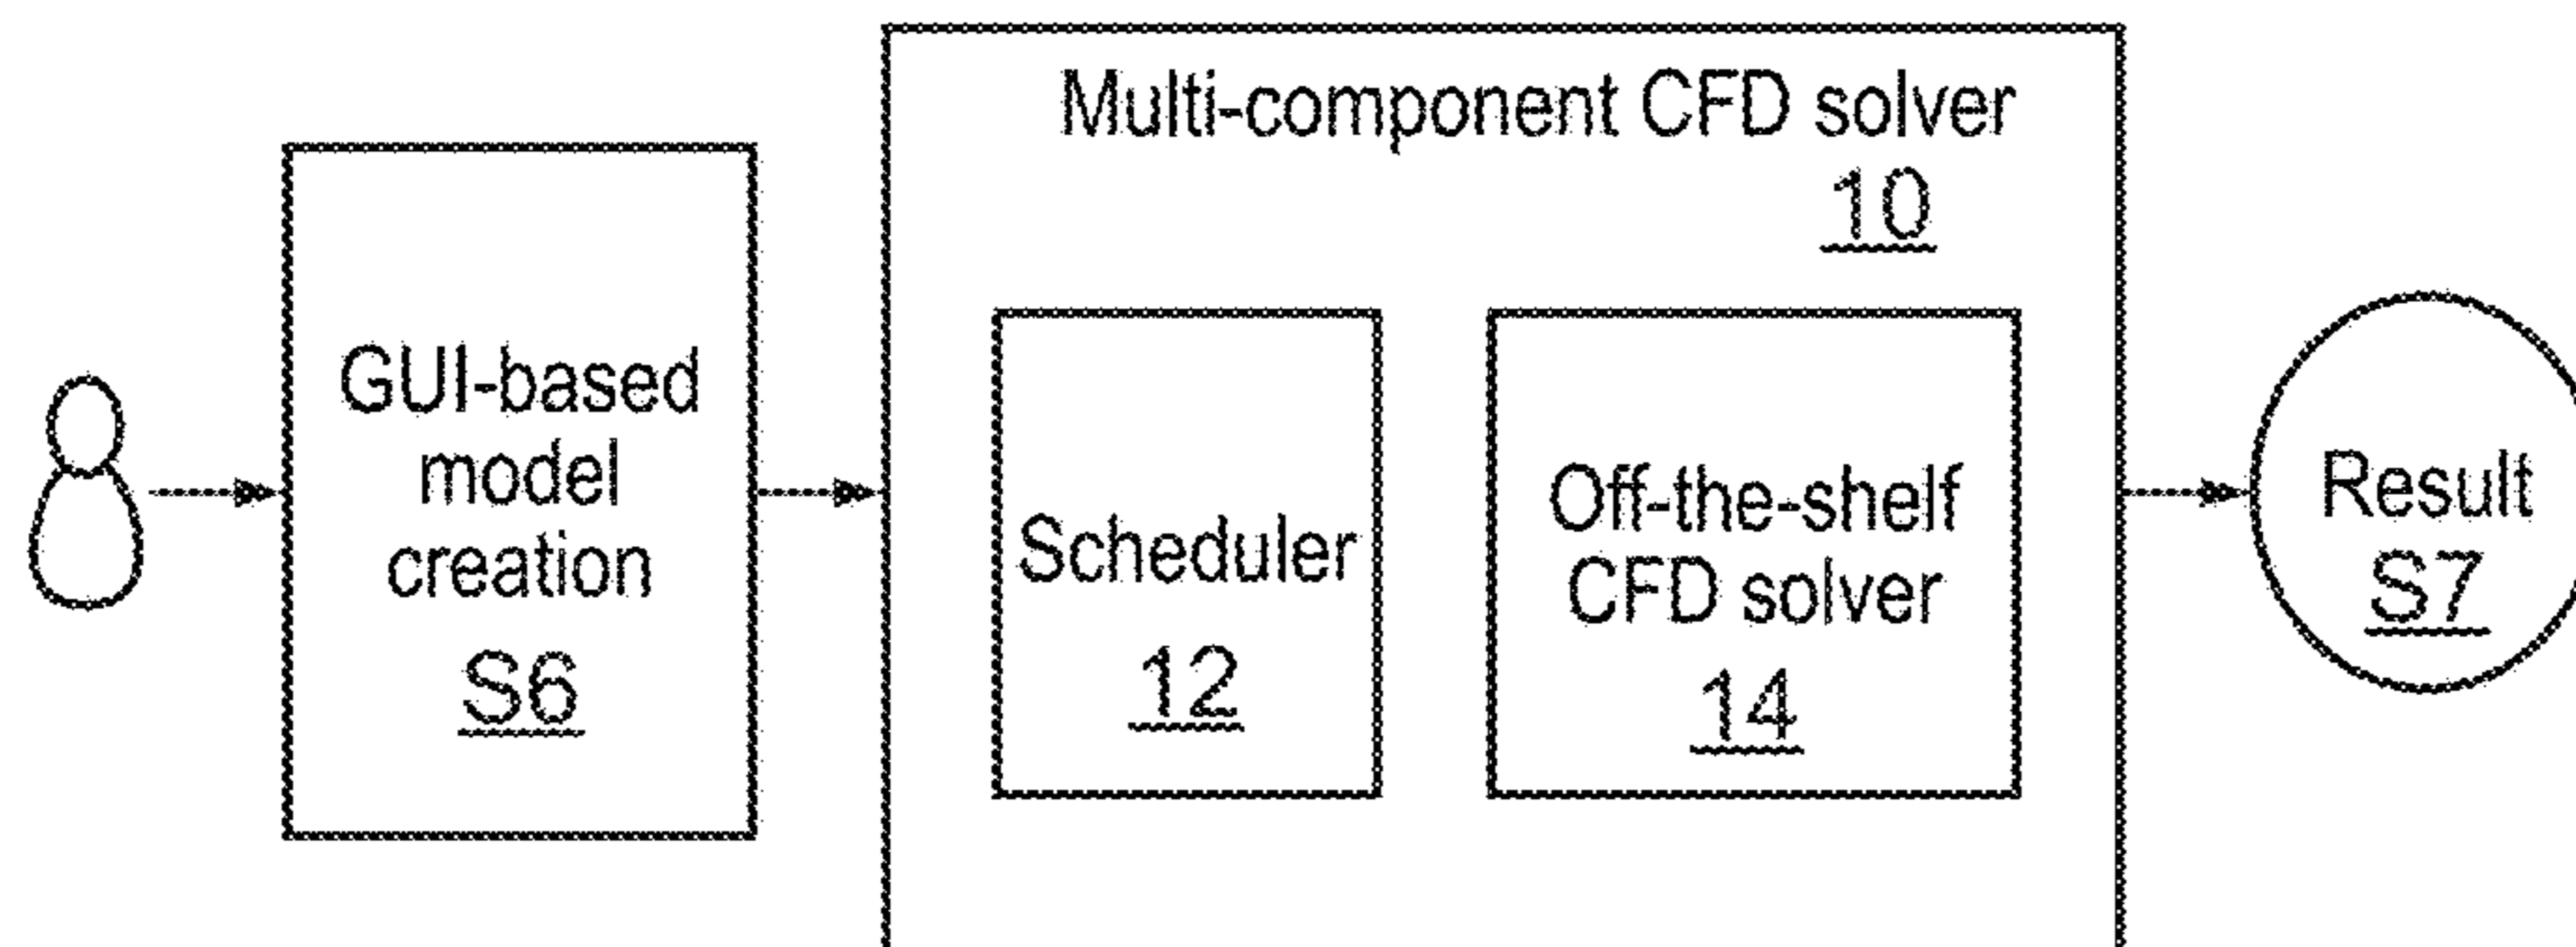 Multi-component CFD solver
10
GUI-based
model
creation
S6
Scheduler
12
Off-the-shelf
CFD solver
14
Result
S7